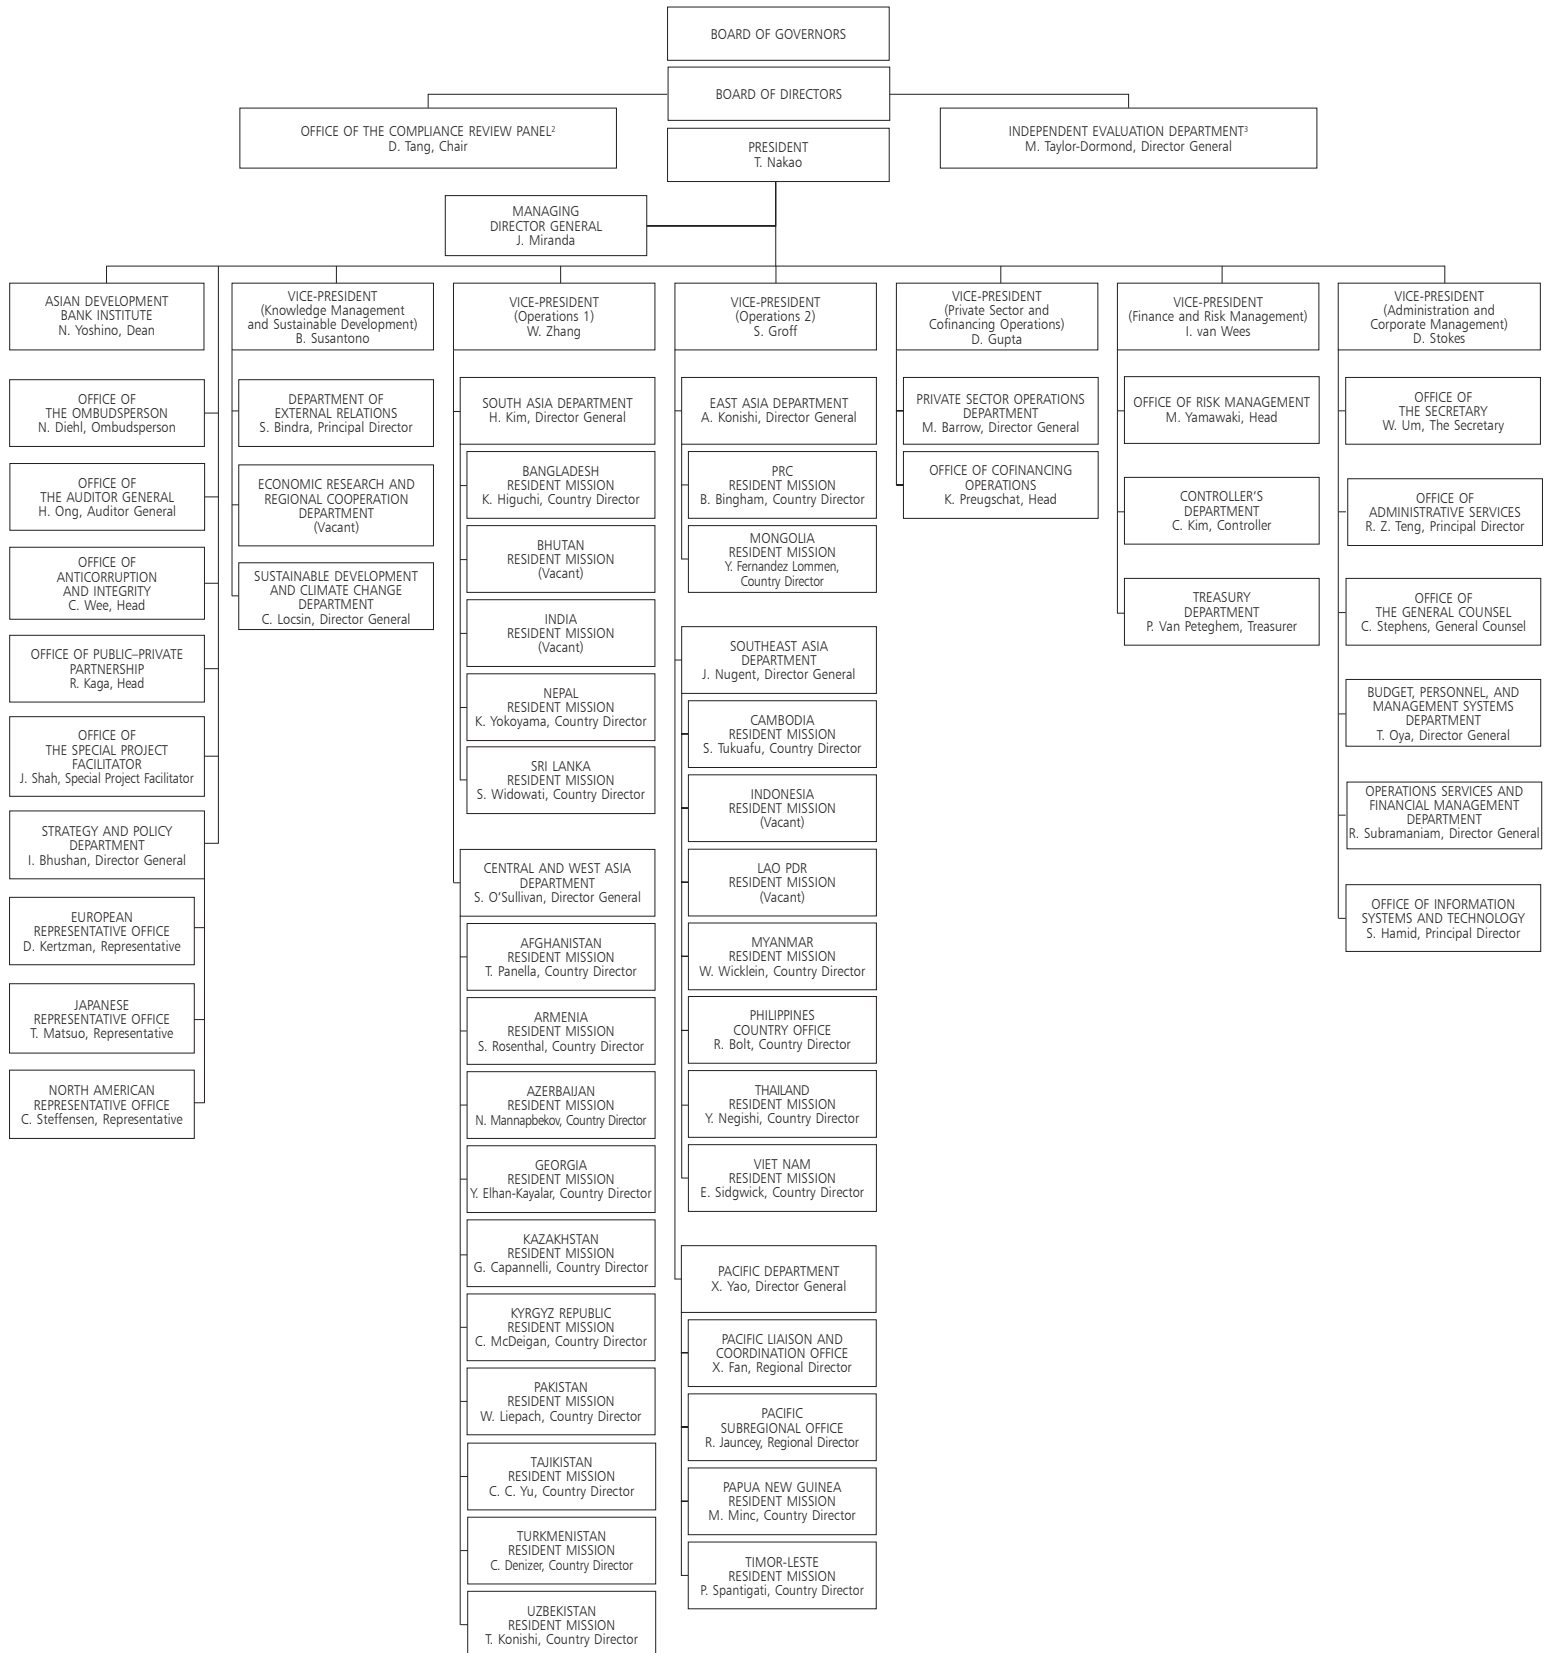 BOARD OF GOVERNORS
BOARD OF DIRECTORS
OFFICE OF THE COMPLIANCE REVIEW PANEL²
D. Tang, Chair
INDEPENDENT EVALUATION DEPARTMENT³
M. Taylor-Dormond, Director General
PRESIDENT
T. Nakao
MANAGING
DIRECTOR GENERAL
J. Miranda
ASIAN DEVELOPMENT
BANK INSTITUTE
N. Yoshino, Dean
OFFICE OF
THE OMBUDSPERSON
N. Diehl, Ombudsperson
OFFICE OF
THE AUDITOR GENERAL
H. Ong, Auditor General
OFFICE OF
ANTICORRUPTION
AND INTEGRITY
C. Wee, Head
OFFICE OF PUBLIC–PRIVATE
PARTNERSHIP
R. Kaga, Head
OFFICE OF
THE SPECIAL PROJECT
FACILITATOR
J. Shah, Special Project Facilitator
STRATEGY AND POLICY
DEPARTMENT
I. Bhushan, Director General
EUROPEAN
REPRESENTATIVE OFFICE
D. Kertzman, Representative
JAPANESE
REPRESENTATIVE OFFICE
T. Matsuo, Representative
NORTH AMERICAN
REPRESENTATIVE OFFICE
C. Steffensen, Representative
VICE-PRESIDENT
(Knowledge Management
and Sustainable Development)
B. Susantono
DEPARTMENT OF
EXTERNAL RELATIONS
S. Bindra, Principal Director
ECONOMIC RESEARCH AND
REGIONAL COOPERATION
DEPARTMENT
(Vacant)
SUSTAINABLE DEVELOPMENT
AND CLIMATE CHANGE
DEPARTMENT
C. Locsin, Director General
VICE-PRESIDENT
(Operations 1)
W. Zhang
SOUTH ASIA DEPARTMENT
H. Kim, Director General
BANGLADESH
RESIDENT MISSION
K. Higuchi, Country Director
BHUTAN
RESIDENT MISSION
(Vacant)
INDIA
RESIDENT MISSION
(Vacant)
NEPAL
RESIDENT MISSION
K. Yokoyama, Country Director
SRI LANKA
RESIDENT MISSION
S. Widowati, Country Director
CENTRAL AND WEST ASIA
DEPARTMENT
S. O'Sullivan, Director General
AFGHANISTAN
RESIDENT MISSION
T. Panella, Country Director
ARMENIA
RESIDENT MISSION
S. Rosenthal, Country Director
AZERBAIJAN
RESIDENT MISSION
N. Mannapbekov, Country Director
GEORGIA
RESIDENT MISSION
Y. Elhan-Kayalar, Country Director
KAZAKHSTAN
RESIDENT MISSION
G. Capannelli, Country Director
KYRGYZ REPUBLIC
RESIDENT MISSION
C. McDeigan, Country Director
PAKISTAN
RESIDENT MISSION
W. Liepach, Country Director
TAJIKISTAN
RESIDENT MISSION
C. C. Yu, Country Director
TURKMENISTAN
RESIDENT MISSION
C. Denizer, Country Director
UZBEKISTAN
RESIDENT MISSION
T. Konishi, Country Director
VICE-PRESIDENT
(Operations 2)
S. Groff
EAST ASIA DEPARTMENT
A. Konishi, Director General
PRC
RESIDENT MISSION
B. Bingham, Country Director
MONGOLIA
RESIDENT MISSION
Y. Fernandez Lommen,
Country Director
SOUTHEAST ASIA
DEPARTMENT
J. Nugent, Director General
CAMBODIA
RESIDENT MISSION
S. Tukuafu, Country Director
INDONESIA
RESIDENT MISSION
(Vacant)
LAO PDR
RESIDENT MISSION
(Vacant)
MYANMAR
RESIDENT MISSION
W. Wicklein, Country Director
PHILIPPINES
COUNTRY OFFICE
R. Bolt, Country Director
THAILAND
RESIDENT MISSION
Y. Negishi, Country Director
VIET NAM
RESIDENT MISSION
E. Sidgwick, Country Director
PACIFIC DEPARTMENT
X. Yao, Director General
PACIFIC LIAISON AND
COORDINATION OFFICE
X. Fan, Regional Director
PACIFIC
SUBREGIONAL OFFICE
R. Jauncey, Regional Director
PAPUA NEW GUINEA
RESIDENT MISSION
M. Minc, Country Director
TIMOR-LESTE
RESIDENT MISSION
P. Spantigati, Country Director
VICE-PRESIDENT
(Private Sector and
Cofinancing Operations)
D. Gupta
PRIVATE SECTOR OPERATIONS
DEPARTMENT
M. Barrow, Director General
OFFICE OF COFINANCING
OPERATIONS
K. Preugschat, Head
VICE-PRESIDENT
(Finance and Risk Management)
I. van Wees
OFFICE OF RISK MANAGEMENT
M. Yamawaki, Head
CONTROLLER'S
DEPARTMENT
C. Kim, Controller
TREASURY
DEPARTMENT
P. Van Peteghem, Treasurer
VICE-PRESIDENT
(Administration and
Corporate Management)
D. Stokes
OFFICE OF
THE SECRETARY
W. Um, The Secretary
OFFICE OF
ADMINISTRATIVE SERVICES
R. Z. Teng, Principal Director
OFFICE OF
THE GENERAL COUNSEL
C. Stephens, General Counsel
BUDGET, PERSONNEL, AND
MANAGEMENT SYSTEMS
DEPARTMENT
T. Oya, Director General
OPERATIONS SERVICES AND
FINANCIAL MANAGEMENT
DEPARTMENT
R. Subramaniam, Director General
OFFICE OF INFORMATION
SYSTEMS AND TECHNOLOGY
S. Hamid, Principal Director